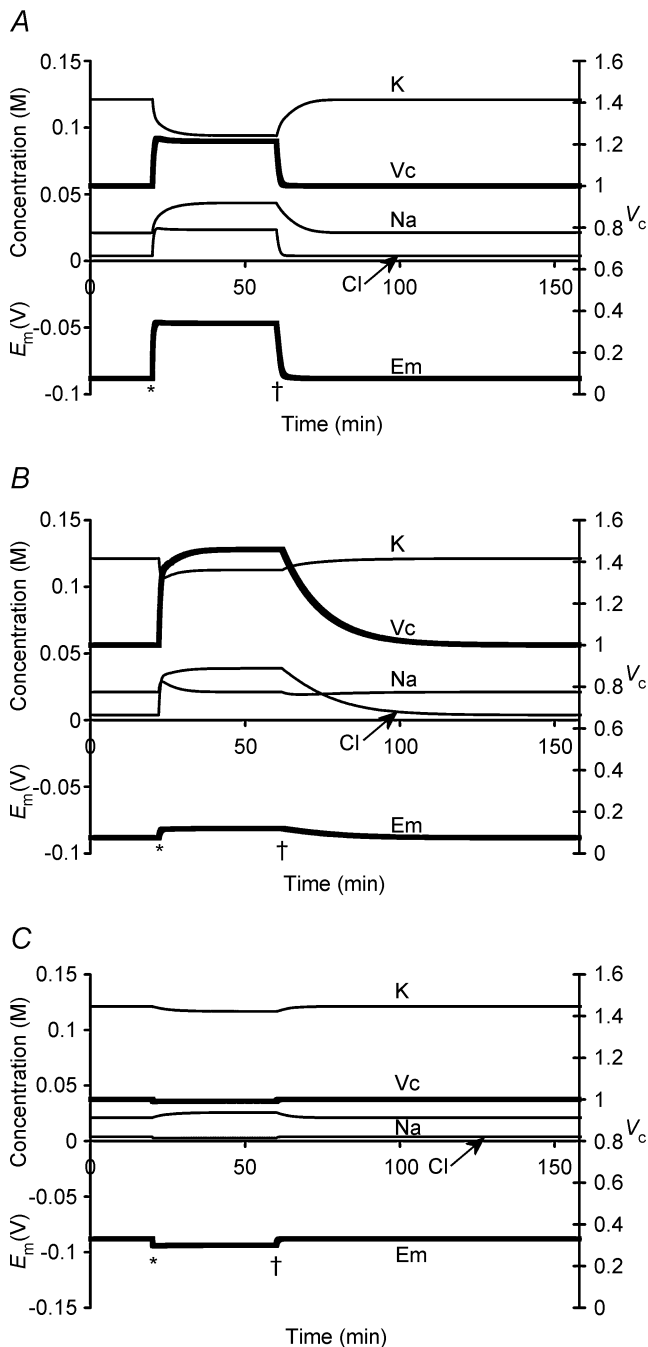 A
Concentration (M)
Em(V)
0.15
0.1
0.05
0
-0.05
-0.1
K
Vc
Na
Cl
Em
1.6
1.4
1.2
1
0.8
0.6
0.4
0.2
0
Vc
0 50 100 150
* †
Time (min)
B
Concentration (M)
Em(V)
0.15
0.1
0.05
0
-0.05
-0.1
K
Vc
Na
Cl
Em
1.6
1.4
1.2
1
0.8
0.6
0.4
0.2
0
Vc
0 50 100 150
* †
Time (min)
C
Concentration (M)
Em(V)
0.15
0.1
0.05
0
-0.05
-0.1
-0.15
K
Vc
Na
Cl
Em
1.6
1.4
1.2
1
0.8
0.6
0.4
0.2
0
Vc
0 50 100 150
* †
Time (min)